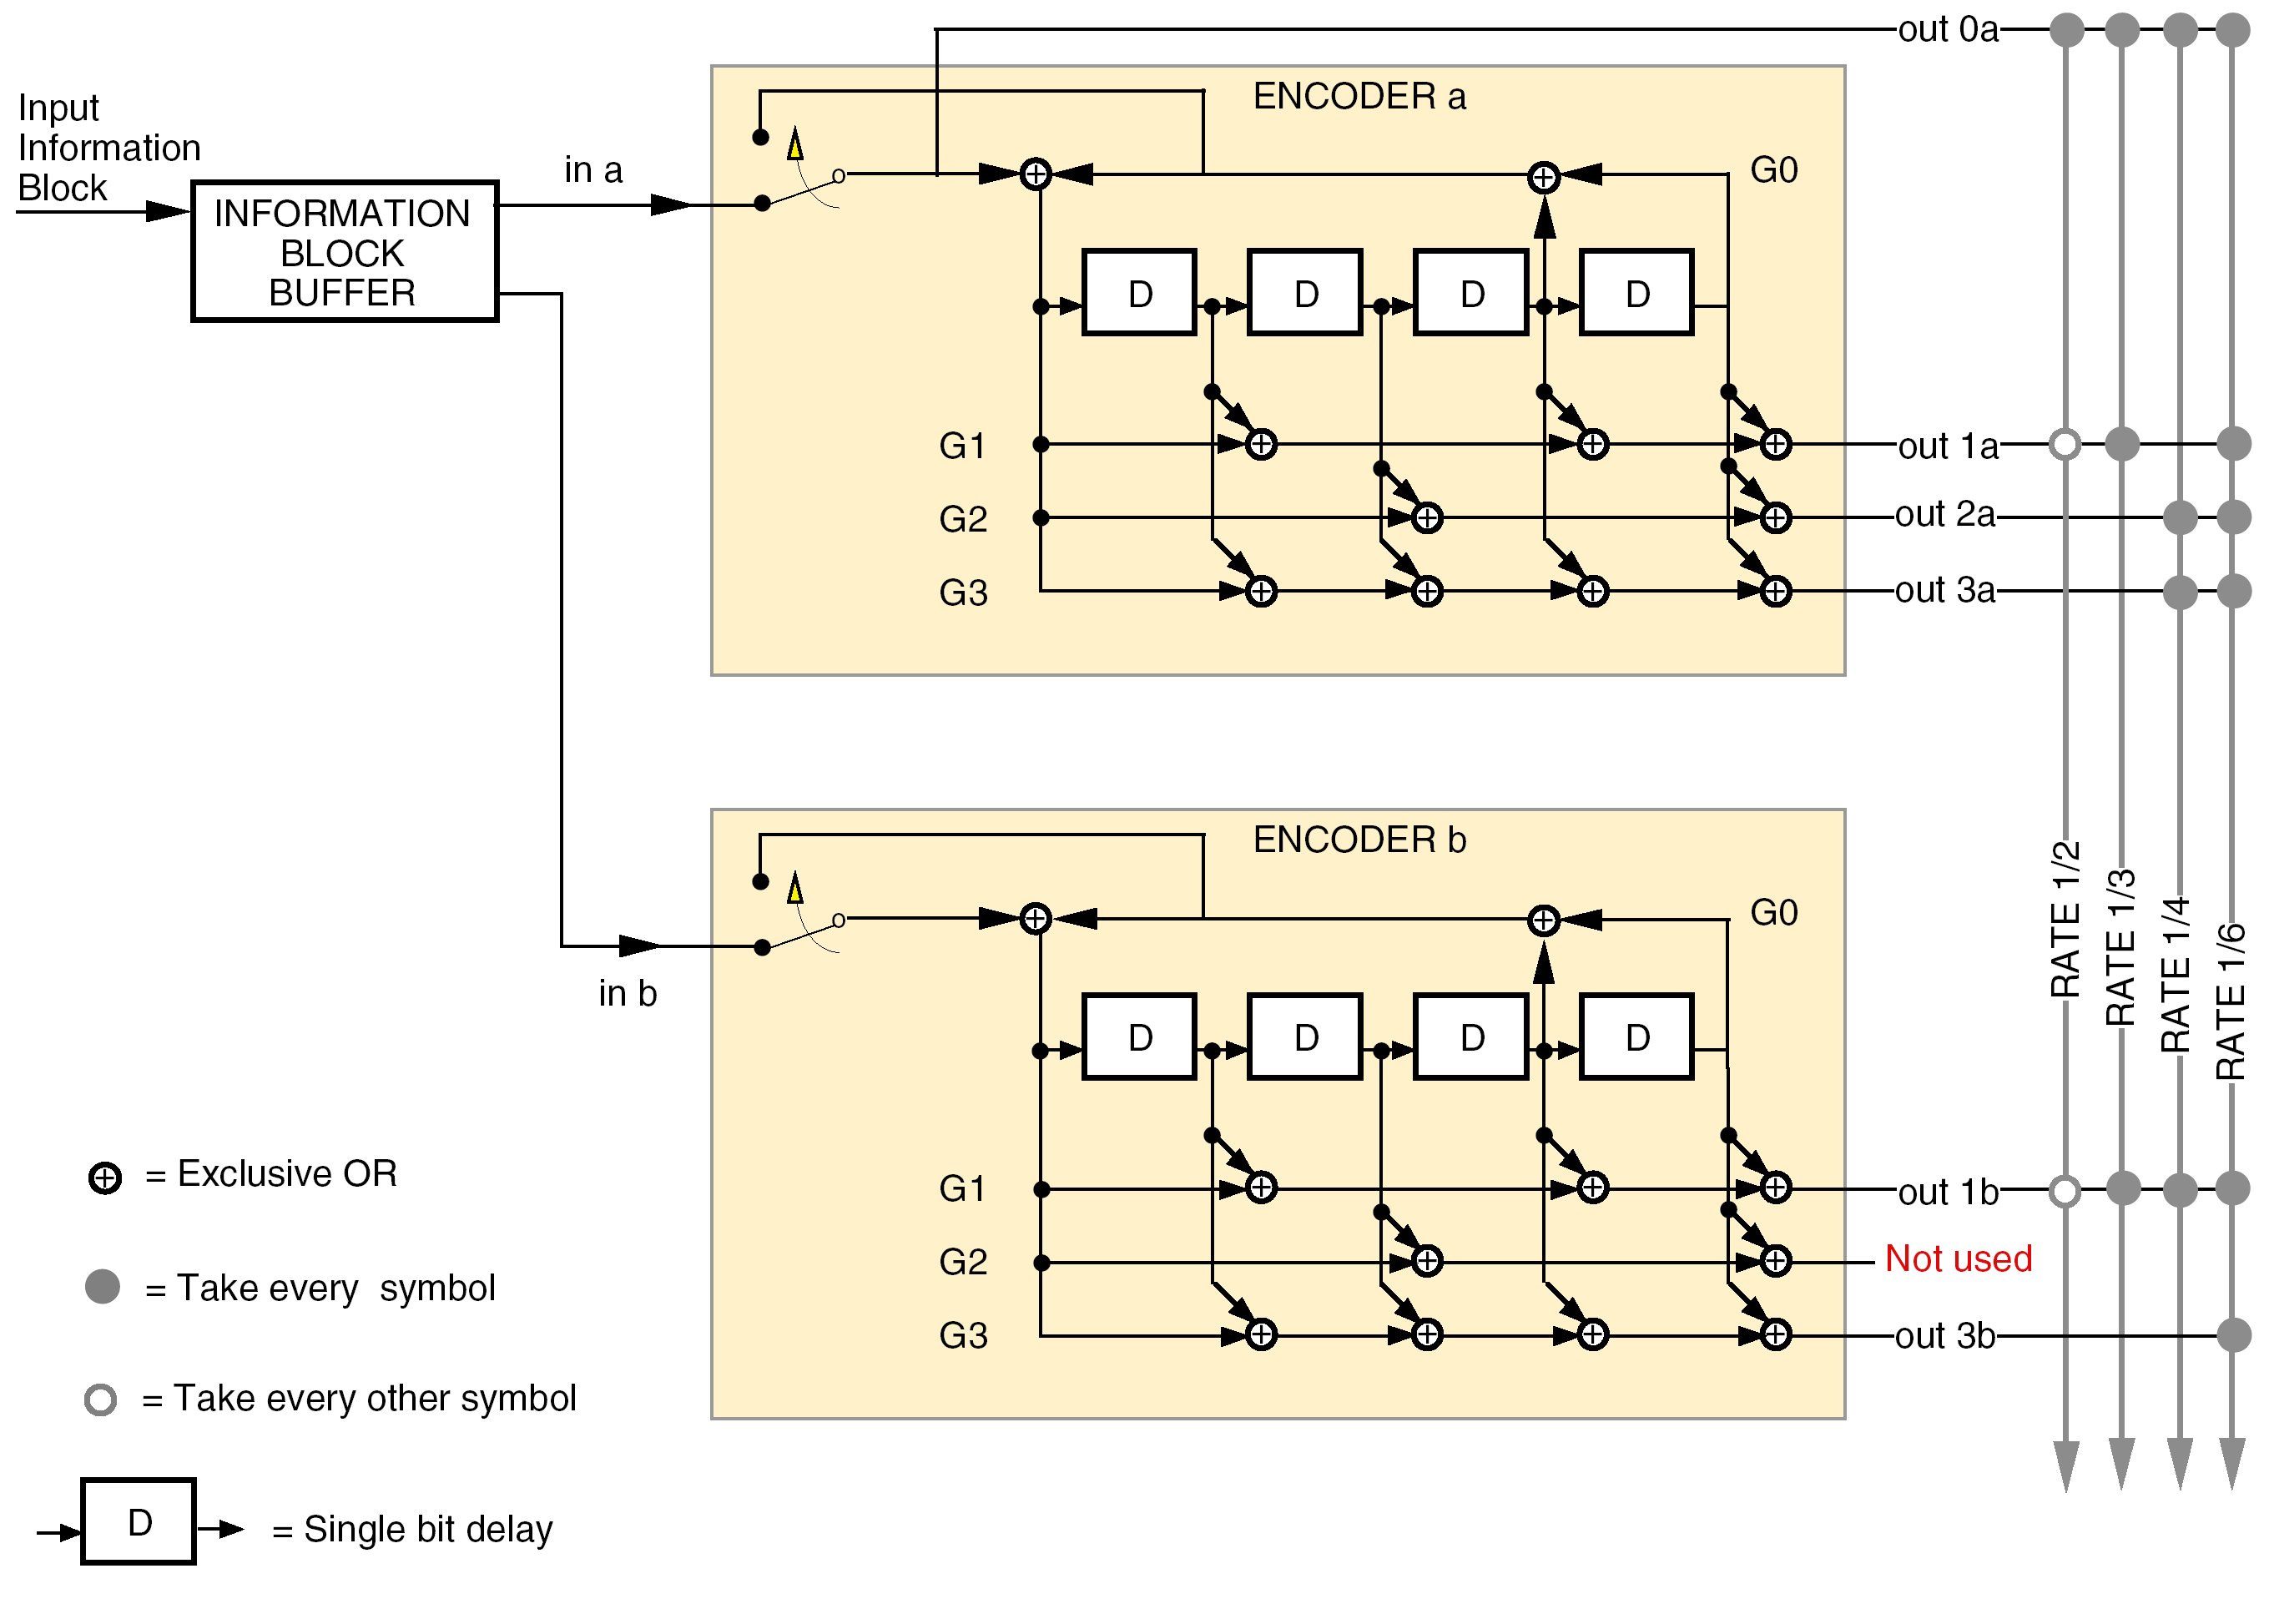 out 0a
ENCODER a
Input
Information
Block
in a
G0
INFORMATION
BLOCK
BUFFER
D
D
D
D
G1
out 1a
G2
out 2a
G3
out 3a
ENCODER b
RATE 1/2
RATE 1/3
RATE 1/4
RATE 1/6
G0
in b
D
D
D
D
G1
out 1b
G2
Not used
G3
out 3b
= Exclusive OR
= Take every symbol
= Take every other symbol
D
= Single bit delay